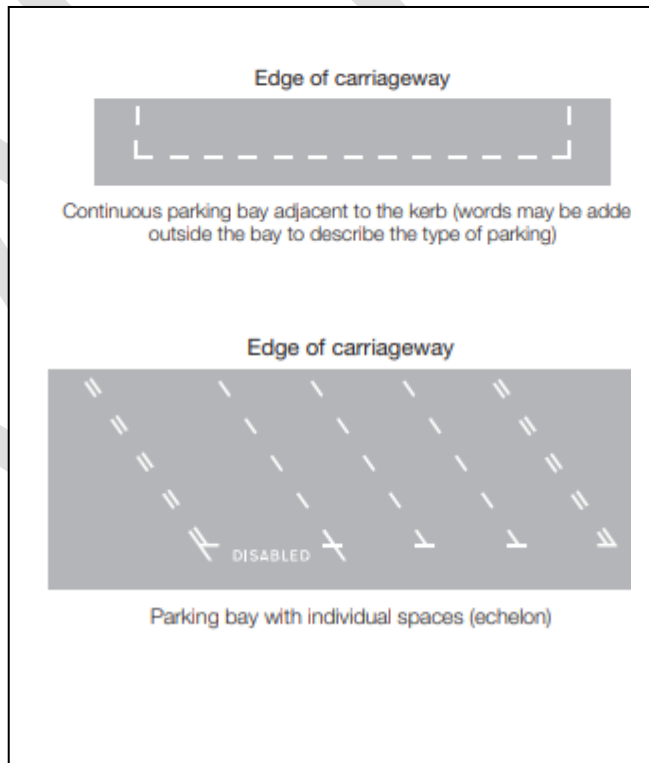 Edge of carriageway
Continuous parking bay adjacent to the kerb (words may be adde
outside the bay to describe the type of parking)
Edge of carriageway
DISABLED
Parking bay with individual spaces (echelon)